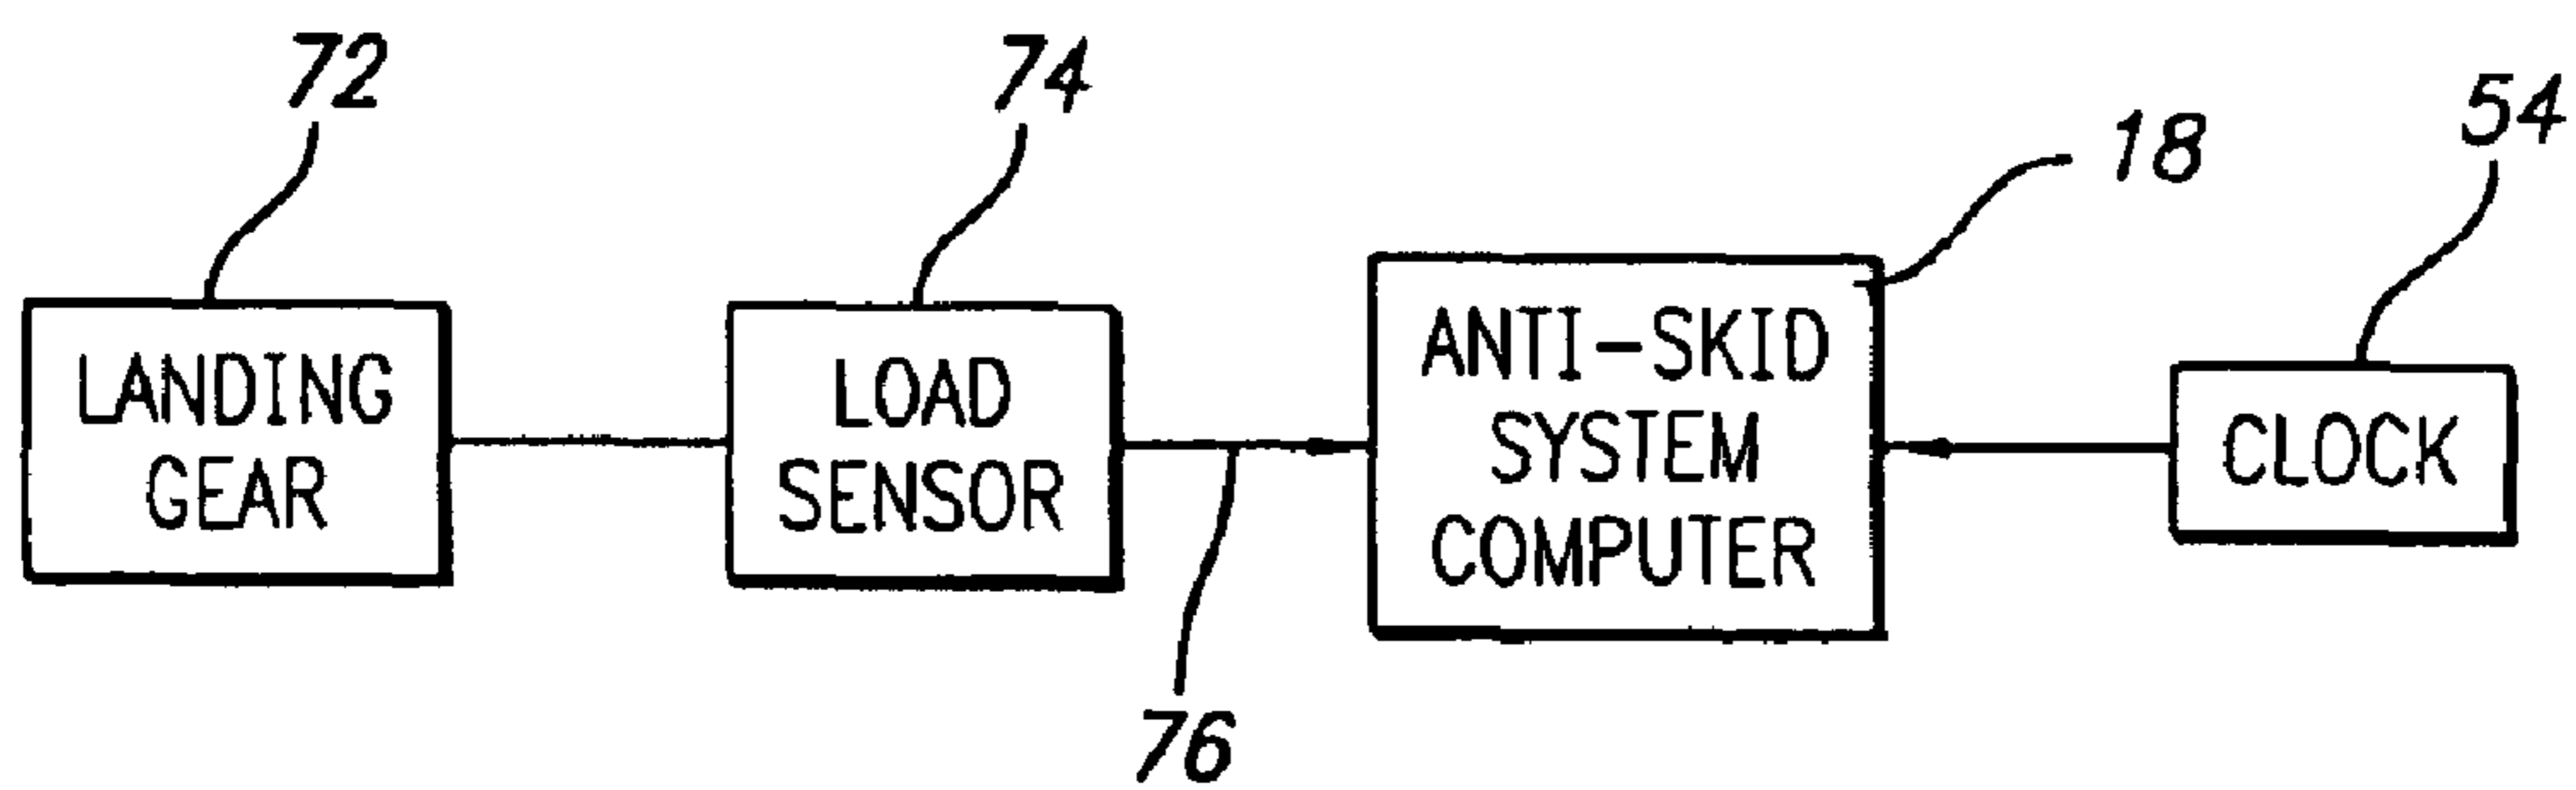 72
74
18
54
LANDING
GEAR
LOAD
SENSOR
ANTI-SKID
SYSTEM
COMPUTER
CLOCK
76